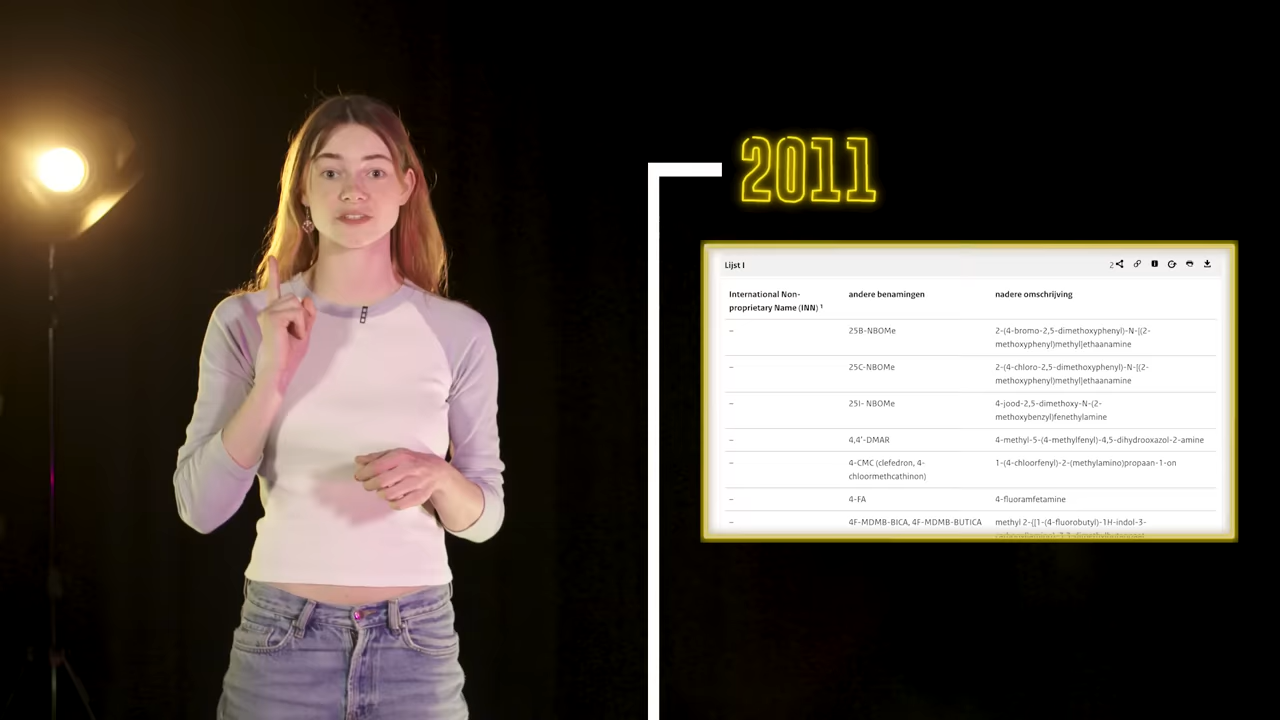 2011
Lijst I
2
International Non-
proprietary Name (INN) ¹
andere benamingen
nadere omschrijving
–
25B-NBOMe
2-(4-bromo-2,5-dimethoxyphenyl)-N-[(2-
methoxyphenyl)methyl]ethaanamine
–
25C-NBOMe
2-(4-chloro-2,5-dimethoxyphenyl)-N-[(2-
methoxyphenyl)methyl]ethaanamine
–
25I- NBOMe
4-jood-2,5-dimethoxy-N-(2-
methoxybenzyl)fenethylamine
–
4,4'-DMAR
4-methyl-5-(4-methylfenyl)-4,5-dihydrooxazol-2-amine
–
4-CMC (clefedron, 4-
chloormethcathinon)
1-(4-chloorfenyl)-2-(methylamino)propaan-1-on
–
4-FA
4-fluoramfetamine
–
4F-MDMB-BICA, 4F-MDMB-BUTICA
methyl 2-([1-(4-fluorobutyl)-1H-indol-3-